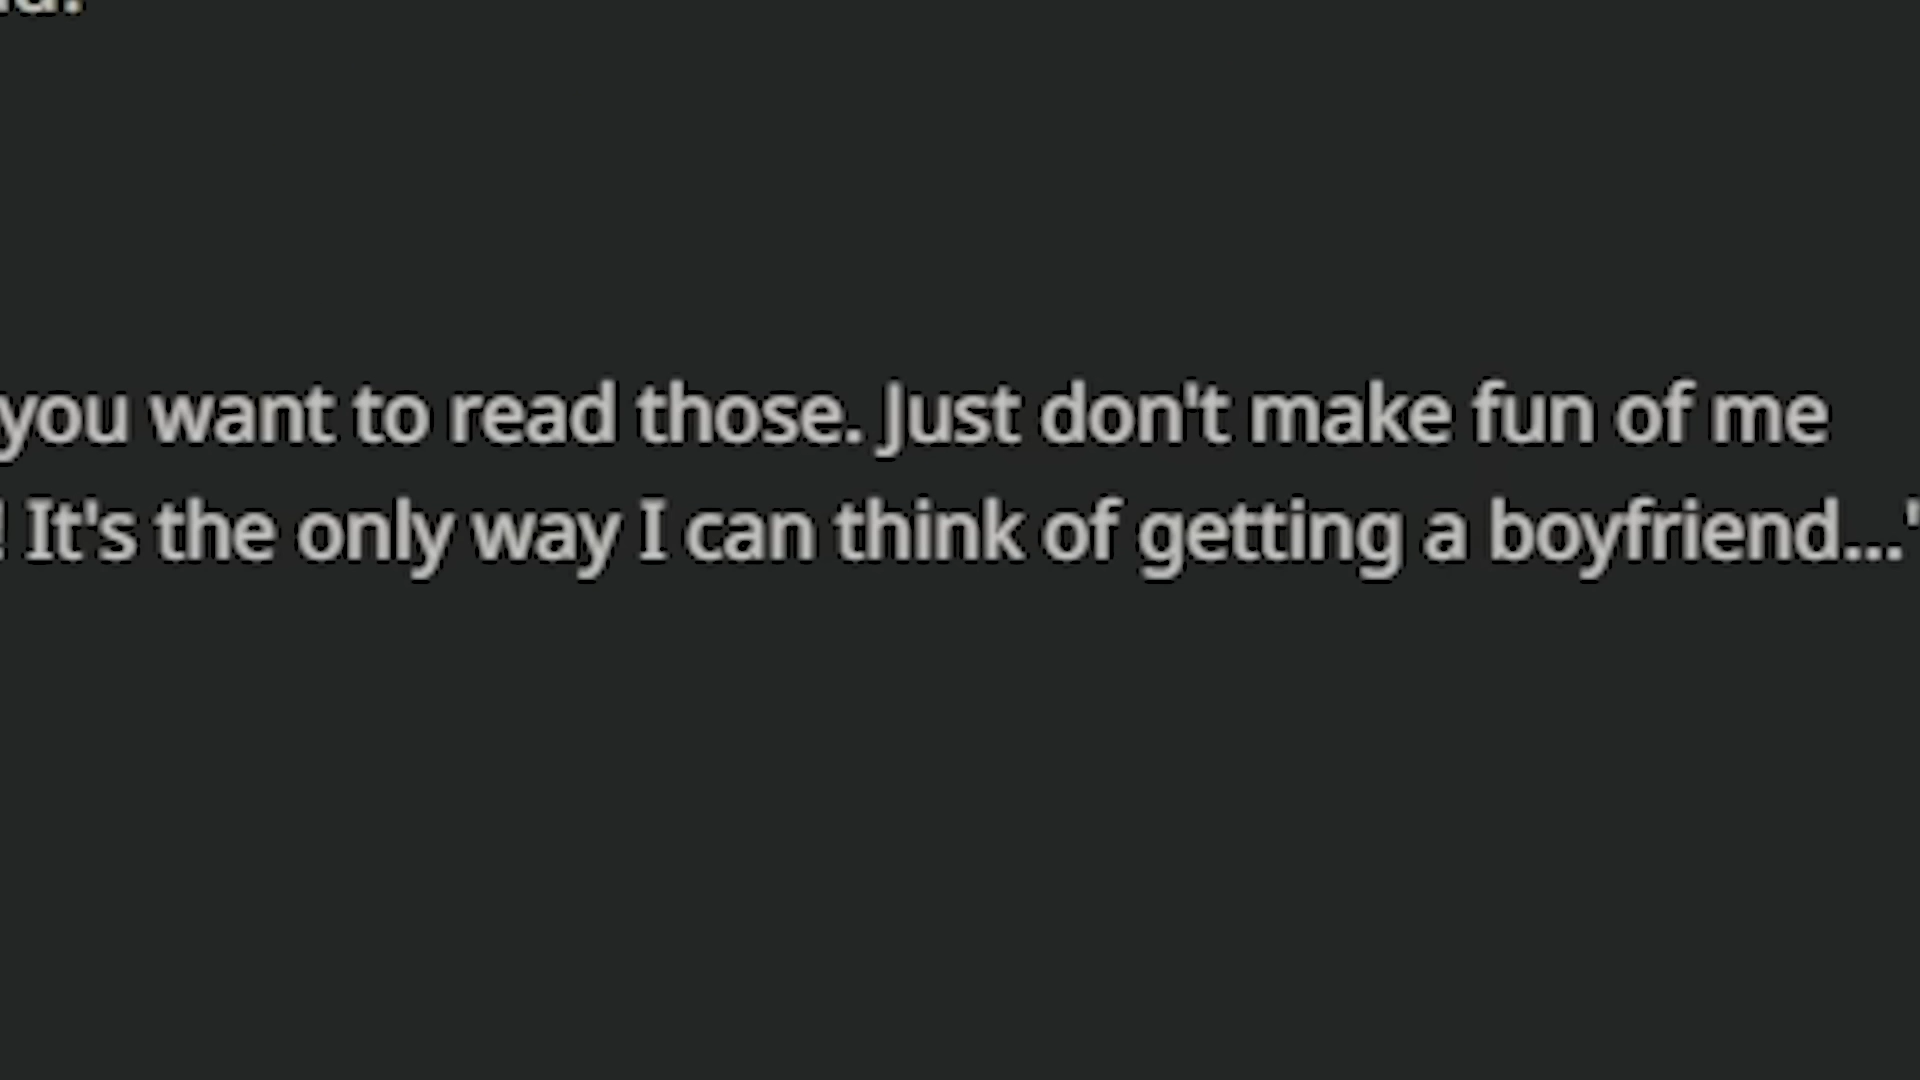 you want to read those. Just don't make fun of me
! It's the only way I can think of getting a boyfriend...'